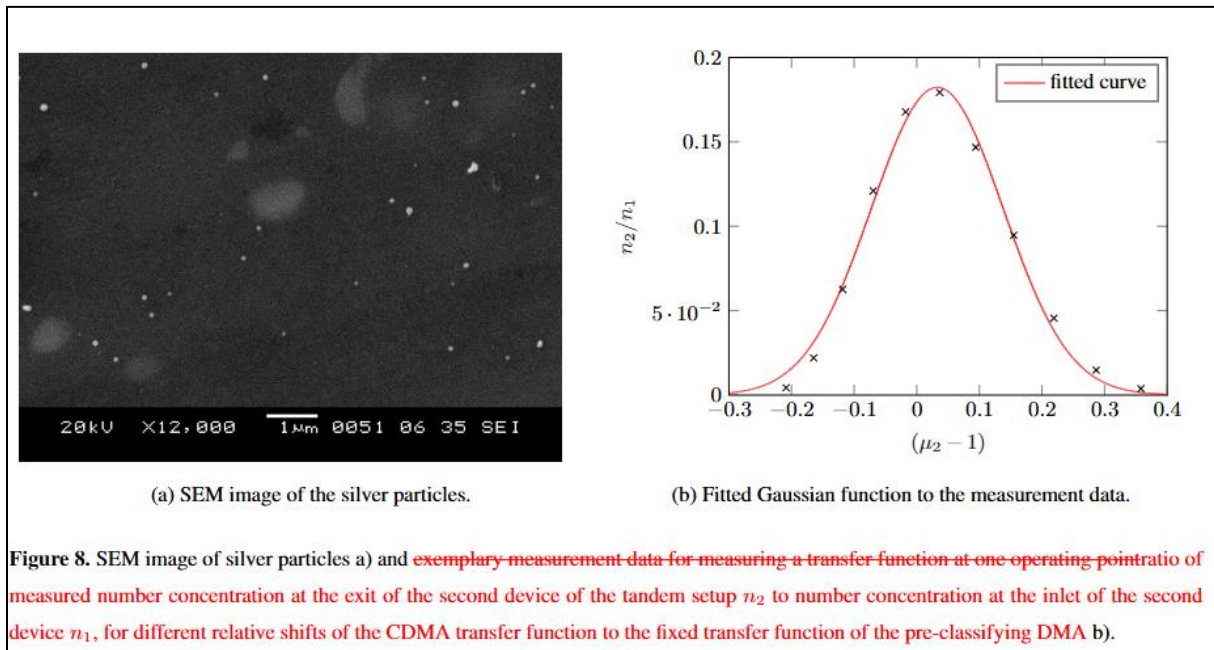 20kV X12,000 1μm 0051 06 35 SEI
(a) SEM image of the silver particles.
0.2
0.15
0.1
5 · 10⁻²
0
n₂/n₁
fitted curve
−0.3 −0.2 −0.1 0 0.1 0.2 0.3 0.4
(μ₂ − 1)
(b) Fitted Gaussian function to the measurement data.
Figure 8. SEM image of silver particles a) and exemplary measurement data for measuring a transfer function at one operating pointratio of
measured number concentration at the exit of the second device of the tandem setup n₂ to number concentration at the inlet of the second
device n₁, for different relative shifts of the CDMA transfer function to the fixed transfer function of the pre-classifying DMA b).